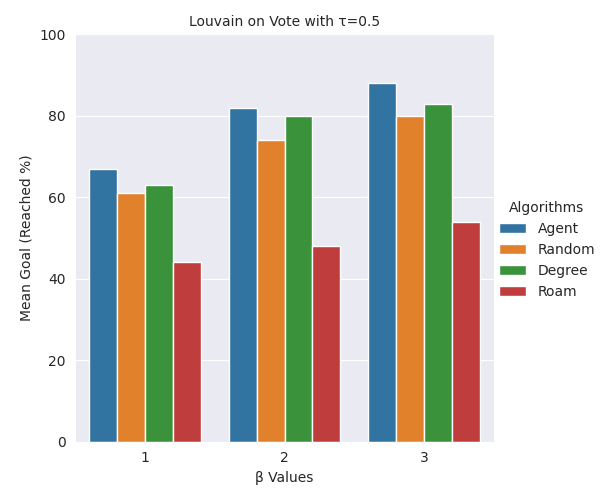 Louvain on Vote with τ=0.5
100
80
60
40
20
0
Mean Goal (Reached %)
1
2
3
β Values
Algorithms
Agent
Random
Degree
Roam